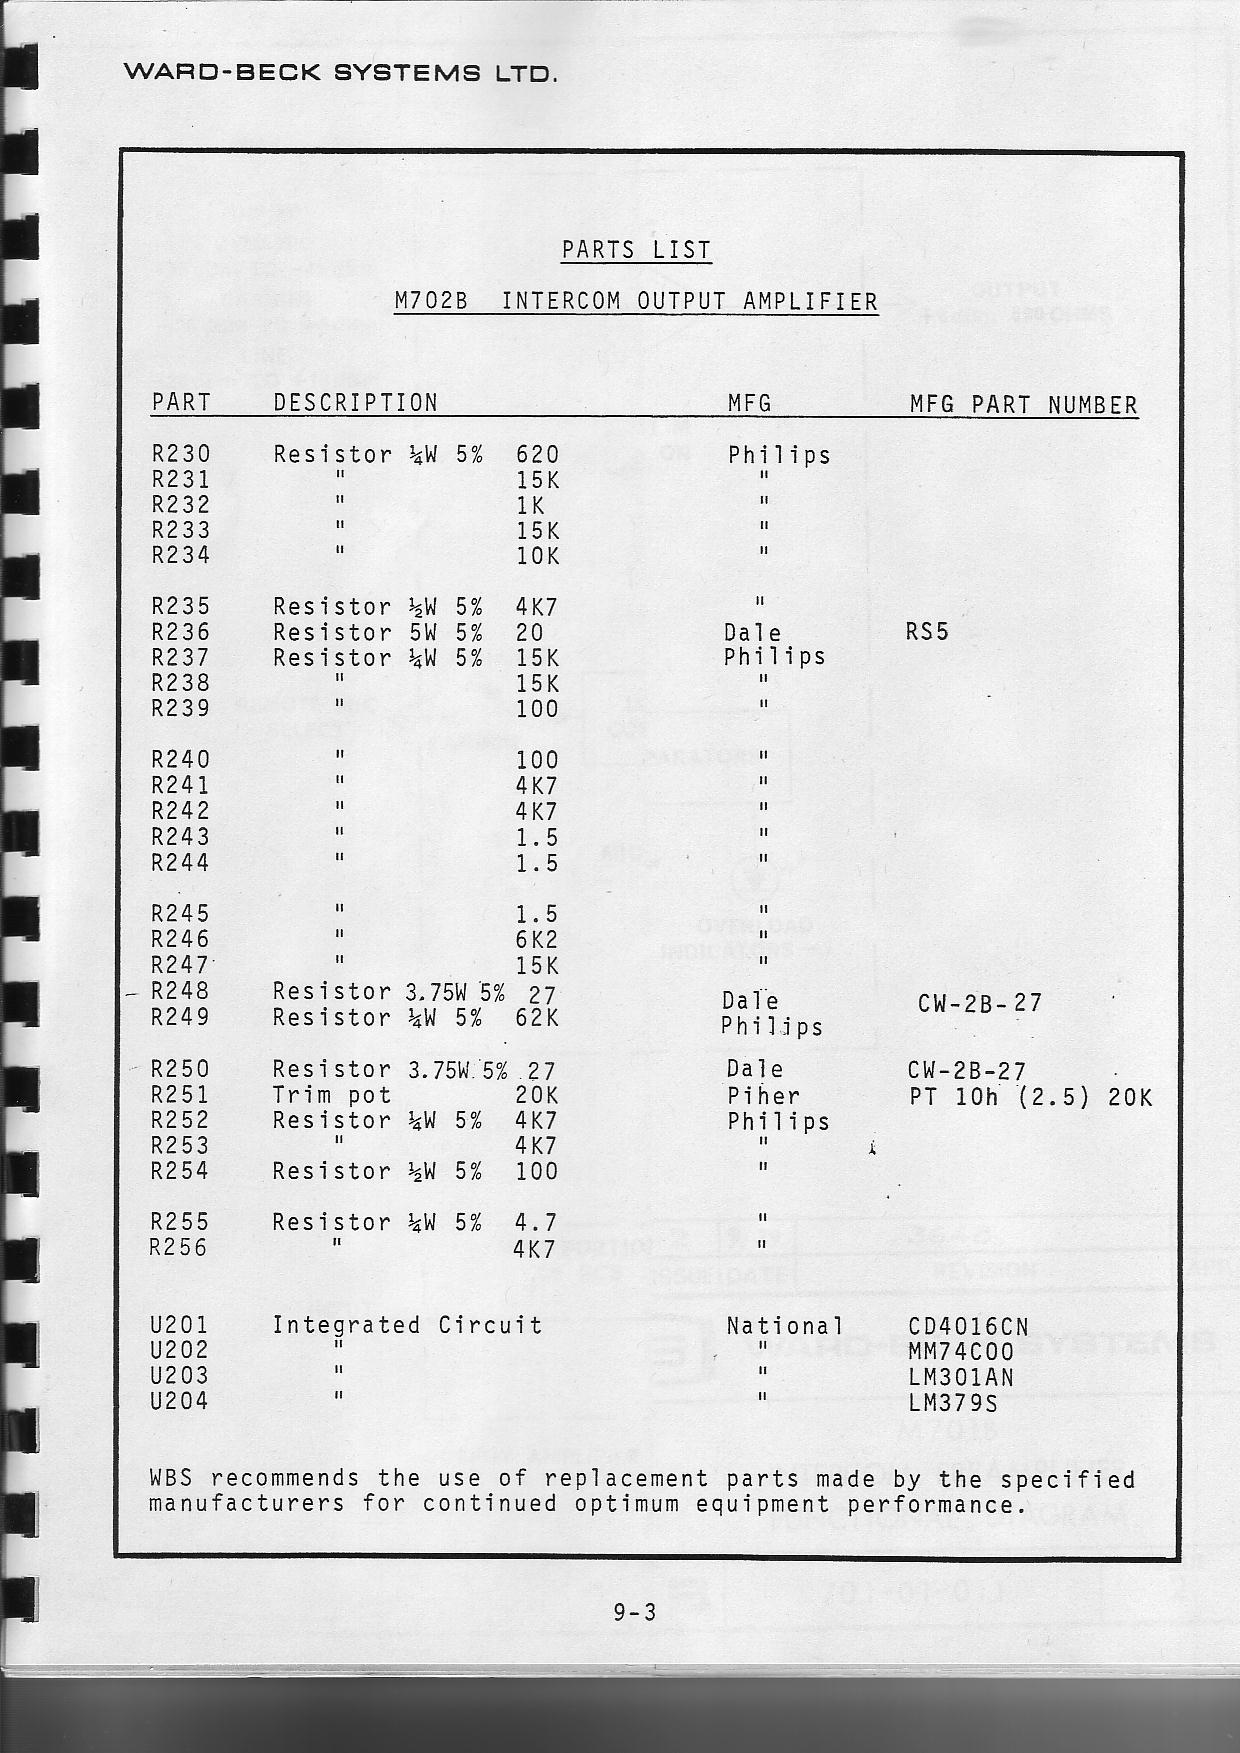 WARD-BECK SYSTEMS LTD.
PARTS LIST
M702B INTERCOM OUTPUT AMPLIFIER
PART DESCRIPTION MFG MFG PART NUMBER
R230 Resistor ¼W 5% 620 Philips
R231 " 15K "
R232 " 1K "
R233 " 15K "
R234 " 10K "
R235 Resistor ½W 5% 4K7 "
R236 Resistor 5W 5% 20 Dale RS5
R237 Resistor ¼W 5% 15K Philips
R238 " 15K "
R239 " 100 "
R240 " 100 "
R241 " 4K7 "
R242 " 4K7 "
R243 " 1.5 "
R244 " 1.5 "
R245 " 1.5 "
R246 " 6K2 "
R247 " 15K "
R248 Resistor 3.75W 5% 27 Dale CW-2B-27
R249 Resistor ¼W 5% 62K Philips
R250 Resistor 3.75W 5% 27 Dale CW-2B-27
R251 Trim pot 20K Piher PT 10h (2.5) 20K
R252 Resistor ¼W 5% 4K7 Philips
R253 " 4K7 "
R254 Resistor ½W 5% 100 "
R255 Resistor ¼W 5% 4.7 "
R256 " 4K7 "
U201 Integrated Circuit National CD4016CN
U202 " " MM74C00
U203 " " LM301AN
U204 " " LM379S
WBS recommends the use of replacement parts made by the specified
manufacturers for continued optimum equipment performance.
9-3